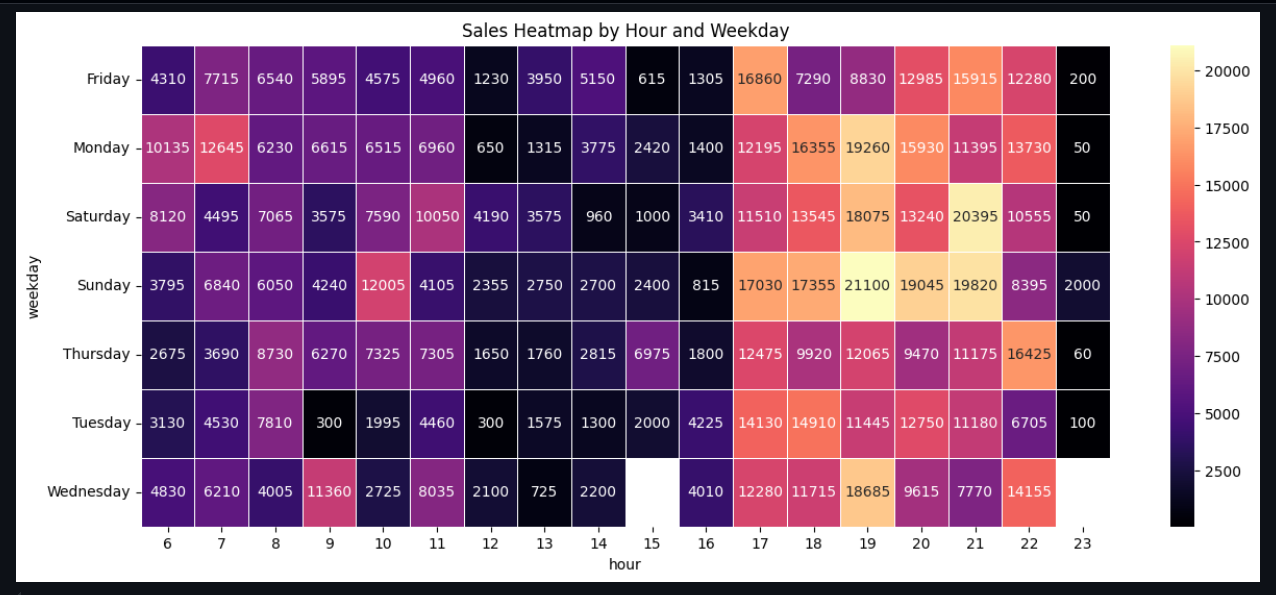 Sales Heatmap by Hour and Weekday
Friday 4310 7715 6540 5895 4575 4960 1230 3950 5150 615 1305 16860 7290 8830 12985 15915 12280 200
Monday 10135 12645 6230 6615 6515 6960 650 1315 3775 2420 1400 12195 16355 19260 15930 11395 13730 50
Saturday 8120 4495 7065 3575 7590 10050 4190 3575 960 1000 3410 11510 13545 18075 13240 20395 10555 50
Sunday 3795 6840 6050 4240 12005 4105 2355 2750 2700 2400 815 17030 17355 21100 19045 19820 8395 2000
Thursday 2675 3690 8730 6270 7325 7305 1650 1760 2815 6975 1800 12475 9920 12065 9470 11175 16425 60
Tuesday 3130 4530 7810 300 1995 4460 300 1575 1300 2000 4225 14130 14910 11445 12750 11180 6705 100
Wednesday 4830 6210 4005 11360 2725 8035 2100 725 2200 4010 12280 11715 18685 9615 7770 14155
6 7 8 9 10 11 12 13 14 15 16 17 18 19 20 21 22 23
hour
weekday
20000
17500
15000
12500
10000
7500
5000
2500